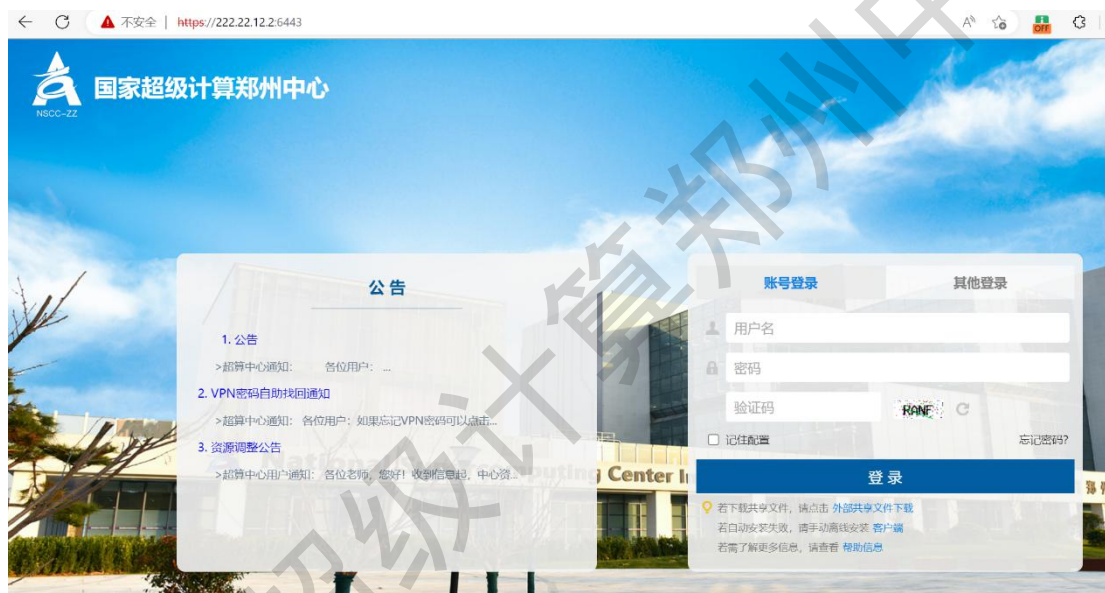 不安全 | https://222.22.12.2:6443
OFF
国家超级计算郑州中心
NSCC-ZZ
公告
1. 公告
>超算中心通知: 各位用户: ...
2. VPN密码自助找回通知
>超算中心通知: 各位用户: 如果忘记VPN密码可以点击...
3. 资源调整公告
>超算中心用户通知: 各位老师, 您好! 收到信息起, 中心资...
账号登录 其他登录
用户名
密码
验证码 RANF
记住配置 忘记密码?
登录
若下载共享文件, 请点击 外部共享文件下载
若自动安装失败, 请手动离线安装 客户端
若需了解更多信息, 请查看 帮助信息
Center
超级计算郑州中